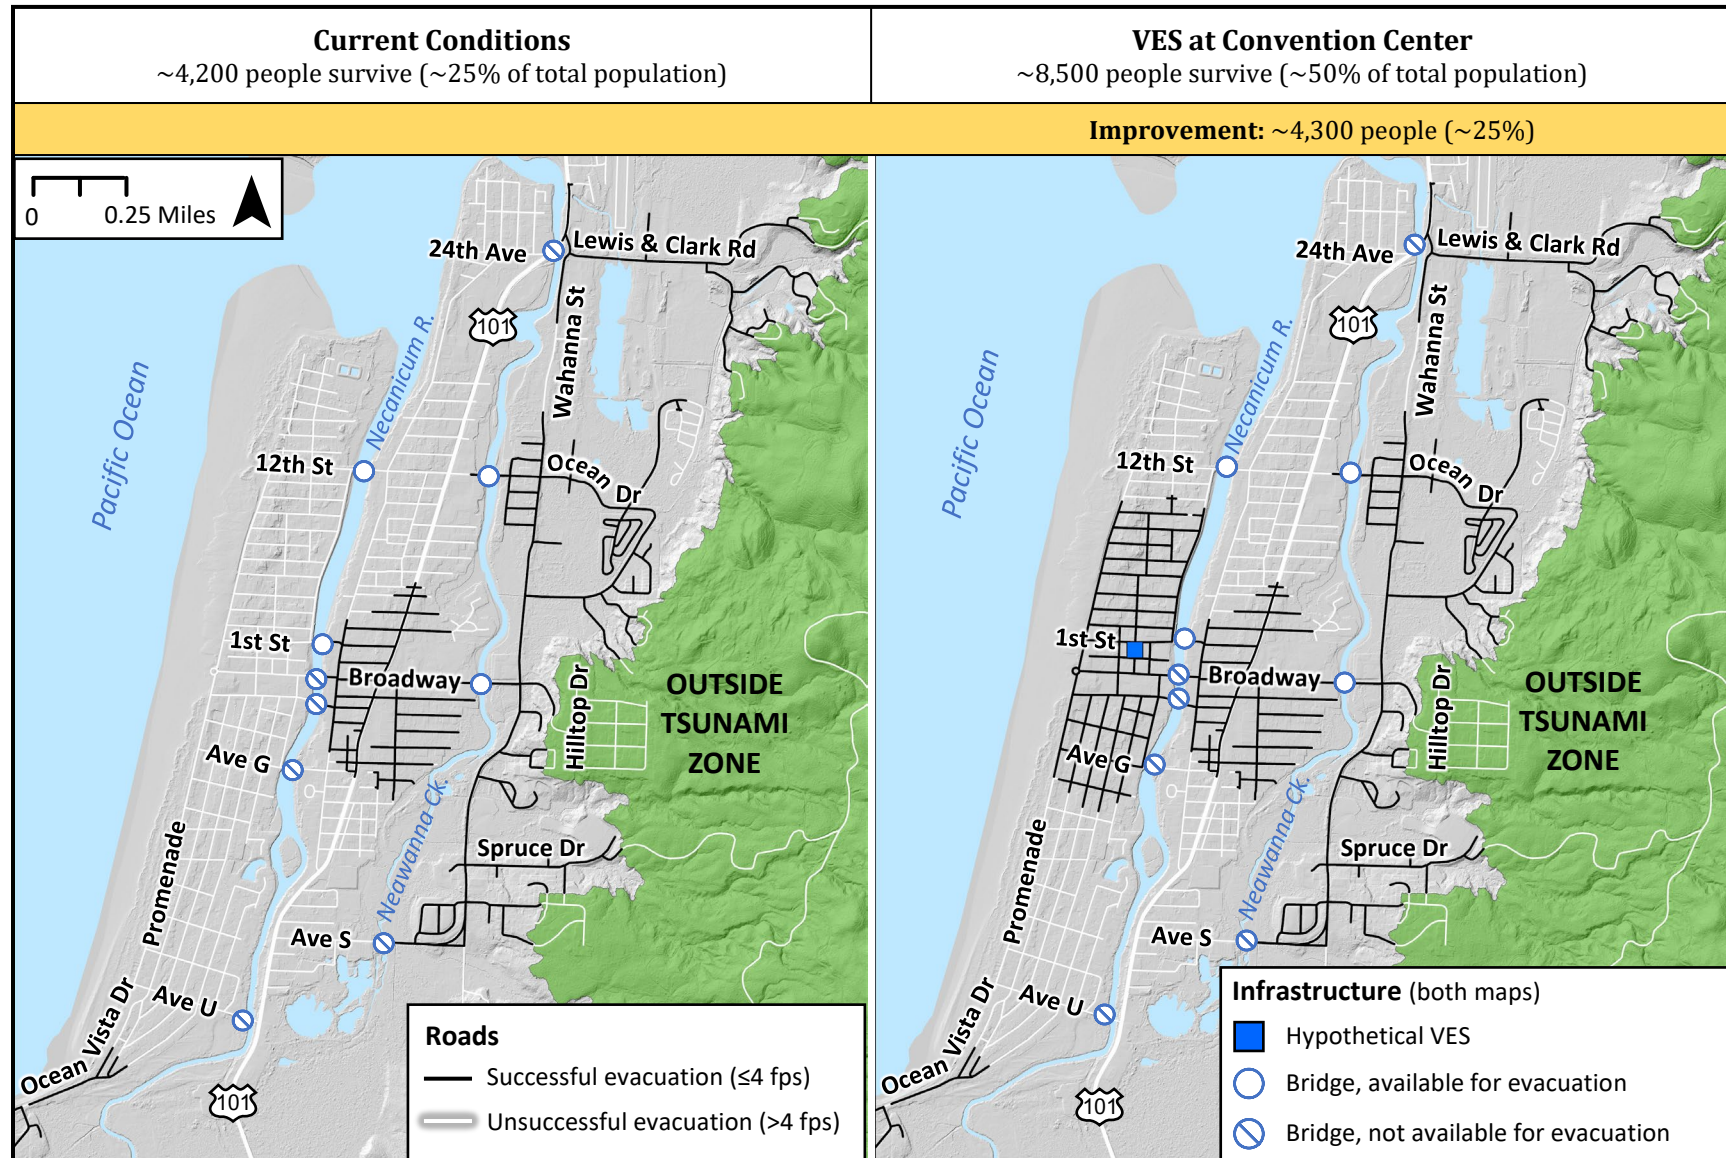 Current Conditions
~4,200 people survive (~25% of total population)
VES at Convention Center
~8,500 people survive (~50% of total population)
Improvement: ~4,300 people (~25%)
0 0.25 Miles
24th Ave
Lewis & Clark Rd
101
Wahanna St
Necanicum R.
Pacific Ocean
12th St
Ocean Dr
1st St
Broadway
Hilltop Dr
OUTSIDE
TSUNAMI
ZONE
Ave G
Neawanna Ck.
Spruce Dr
Promenade
Ave S
Ave U
Ocean Vista Dr
101
Roads
Successful evacuation (≤4 fps)
Unsuccessful evacuation (>4 fps)
24th Ave
Lewis & Clark Rd
101
Wahanna St
Necanicum R.
Pacific Ocean
12th St
Ocean Dr
1st St
Broadway
Hilltop Dr
OUTSIDE
TSUNAMI
ZONE
Ave G
Neawanna Ck.
Spruce Dr
Promenade
Ave S
Ave U
Ocean Vista Dr
101
Infrastructure (both maps)
Hypothetical VES
Bridge, available for evacuation
Bridge, not available for evacuation